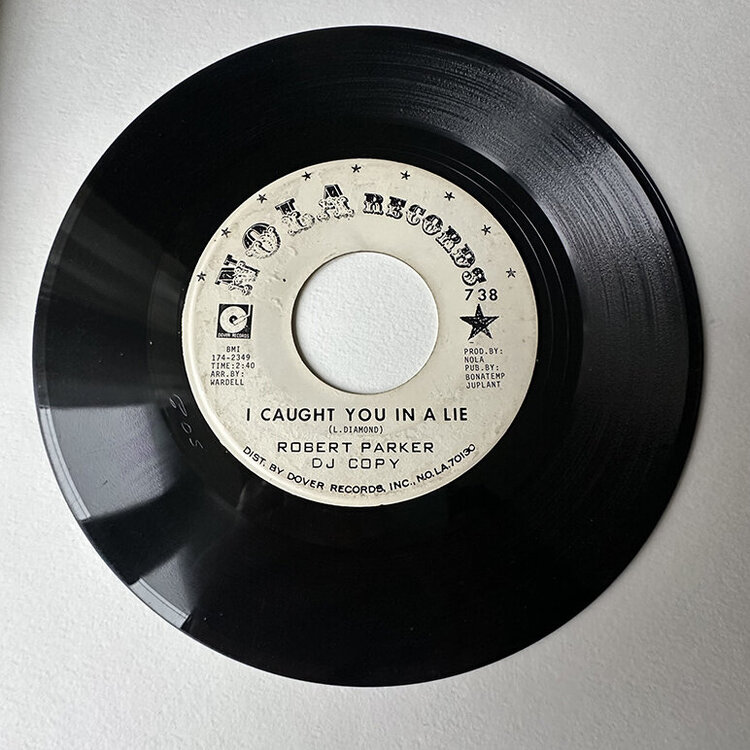 NOLA RECORDS
738
DOVER RECORDS
BMI
174-2349
TIME:2:40
ARR.BY:
WARDELL
PROD.BY:
NOLA
PUB.BY:
BONATEMP
JUPLANT
I CAUGHT YOU IN A LIE
(L.DIAMOND)
ROBERT PARKER
DJ COPY
DIST. BY DOVER RECORDS, INC., N.O. LA. 70130